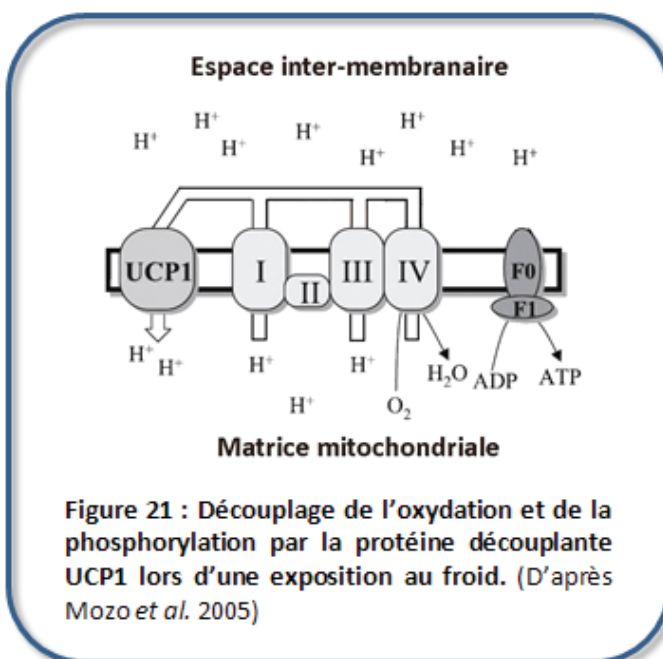 Espace inter-membranaire
H⁺ H⁺ H⁺ H⁺ H⁺ H⁺ H⁺ H⁺
UCP1 I II III IV F0
F1
H⁺ H⁺ H⁺ H⁺ H⁺ O₂ H₂O ADP ATP
Matrice mitochondriale
Figure 21 : Découplage de l’oxydation et de la
phosphorylation par la protéine découplante
UCP1 lors d’une exposition au froid. (D’après
Mozo et al. 2005)